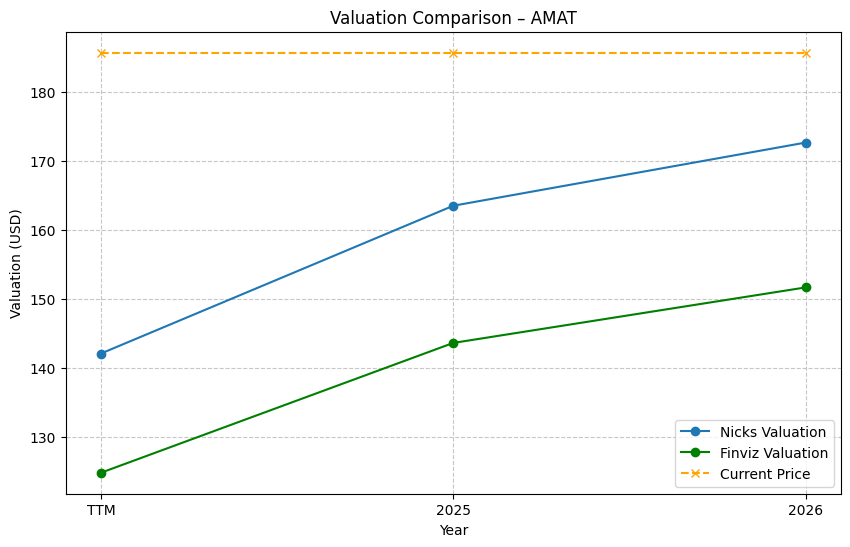 Valuation Comparison – AMAT
Valuation (USD)
180
170
160
150
140
130
TTM
2025
2026
Year
Nicks Valuation
Finviz Valuation
Current Price